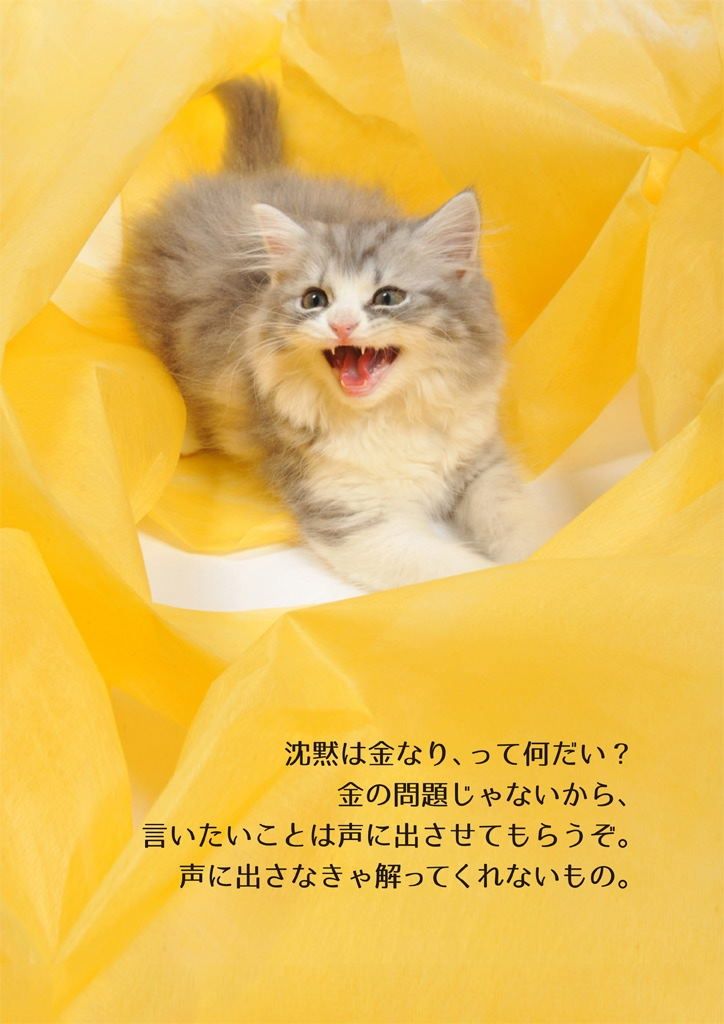 沈黙は金なり、って何だい？
金の問題じゃないから、
言いたいことは声に出させてもらうぞ。
声に出さなきゃ解ってくれないもの。